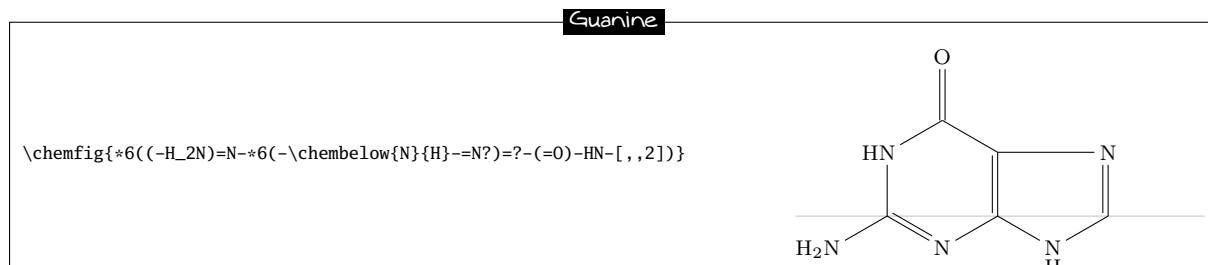 Guanine
\chemfig{*6((-H_2N)=N-*6(-\chembelow{N}{H}-=N?)=?-(=O)-HN-[,,2])}
O
HN
N
H₂N
N
N
H